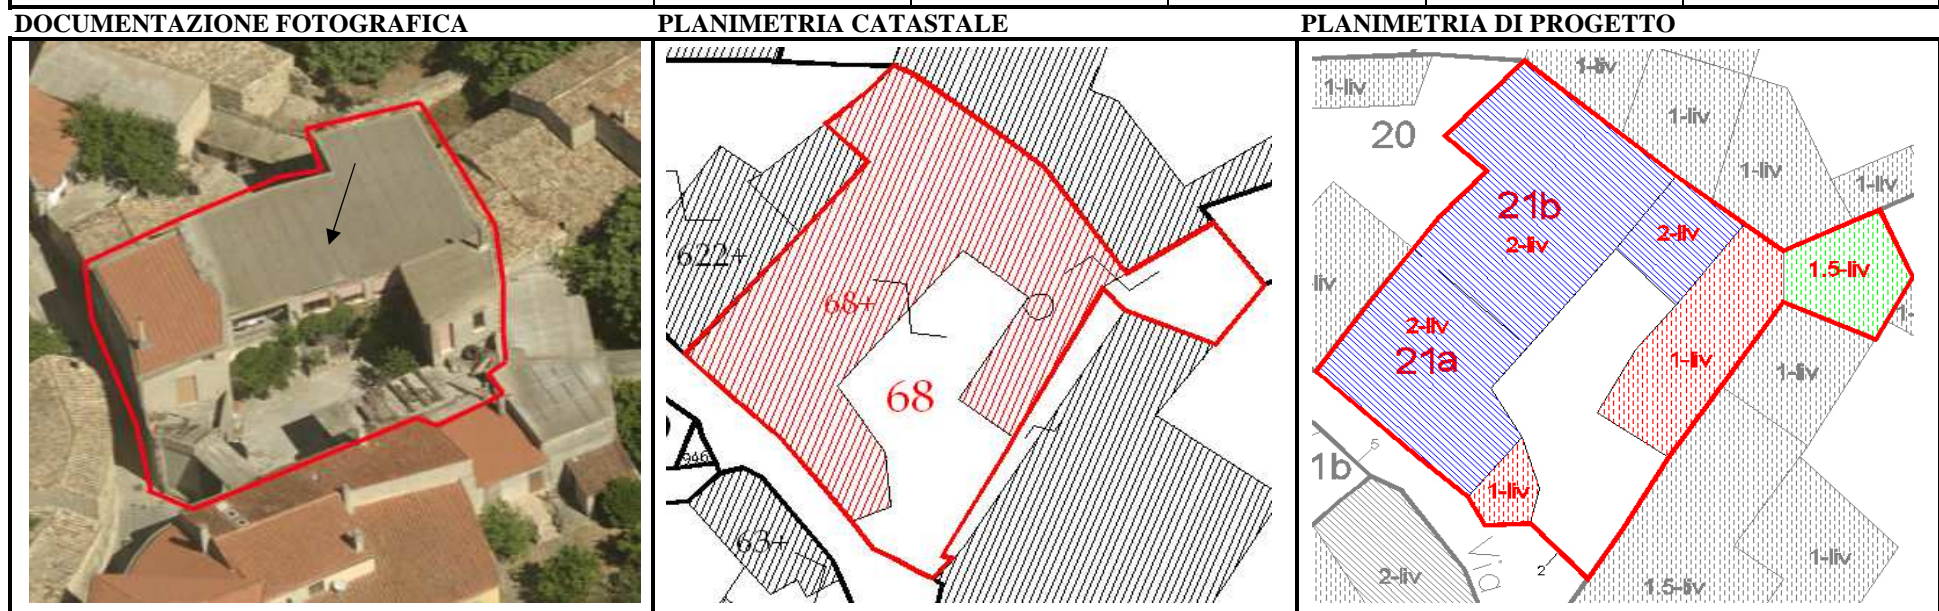 DOCUMENTAZIONE FOTOGRAFICA
PLANIMETRIA CATASTALE
PLANIMETRIA DI PROGETTO
622+
68+
68
946
63+
1-liv
1-liv
20
1-liv
1-liv
1-liv
21b
2-liv
2-liv
1.5-liv
liv
2-liv
21a
1-liv
1-liv
1-
1b
5
1-liv
Via
2
2-liv
1-liv
1.5-liv